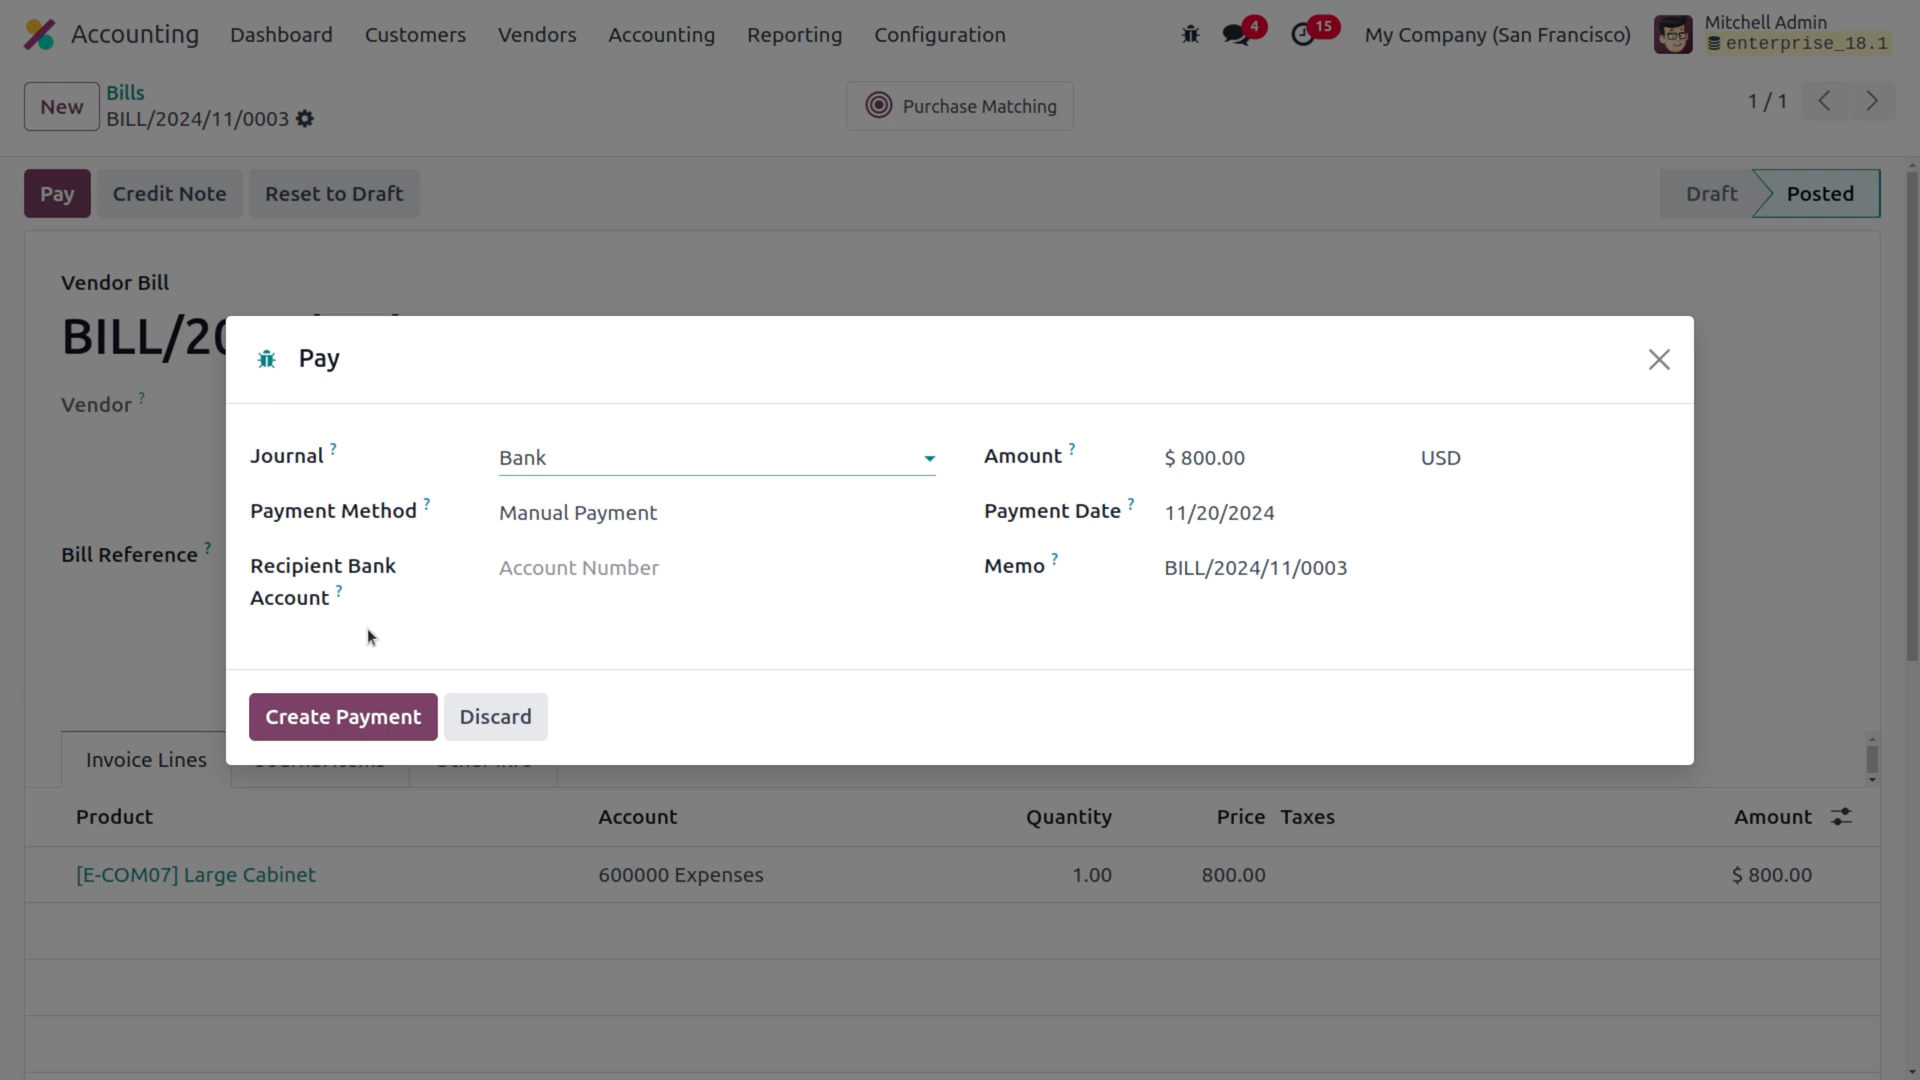 Accounting Dashboard Customers Vendors Accounting Reporting Configuration 4 15 My Company (San Francisco) Mitchell Admin
enterprise_18.1
New Bills
BILL/2024/11/0003
Purchase Matching
1 / 1
Pay Credit Note Reset to Draft Draft Posted
Vendor Bill
BILL/20
Vendor ?
Bill Reference ?
Pay
Journal ? Bank Amount ? $ 800.00 USD
Payment Method ? Manual Payment Payment Date ? 11/20/2024
Recipient Bank Account Number Memo ? BILL/2024/11/0003
Account ?
Create Payment Discard
Invoice Lines
Product Account Quantity Price Taxes Amount
[E-COM07] Large Cabinet 600000 Expenses 1.00 800.00 $ 800.00